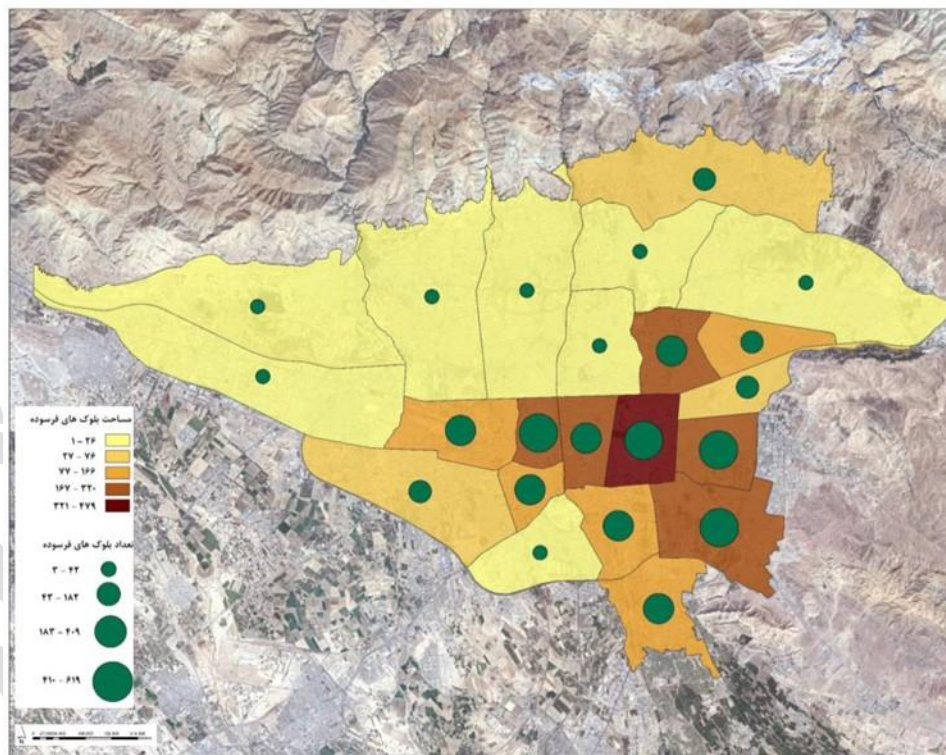 مساحت بلوک های فرسوده
۱ - ۲۶
۲۷ - ۷۶
۷۷ - ۱۶۶
۱۶۷ - ۳۲۰
۳۲۱ - ۴۷۹
تعداد بلوک های فرسوده
۳ - ۴۲
۴۳ - ۱۸۲
۱۸۳ - ۴۰۹
۴۱۰ - ۶۱۹
N